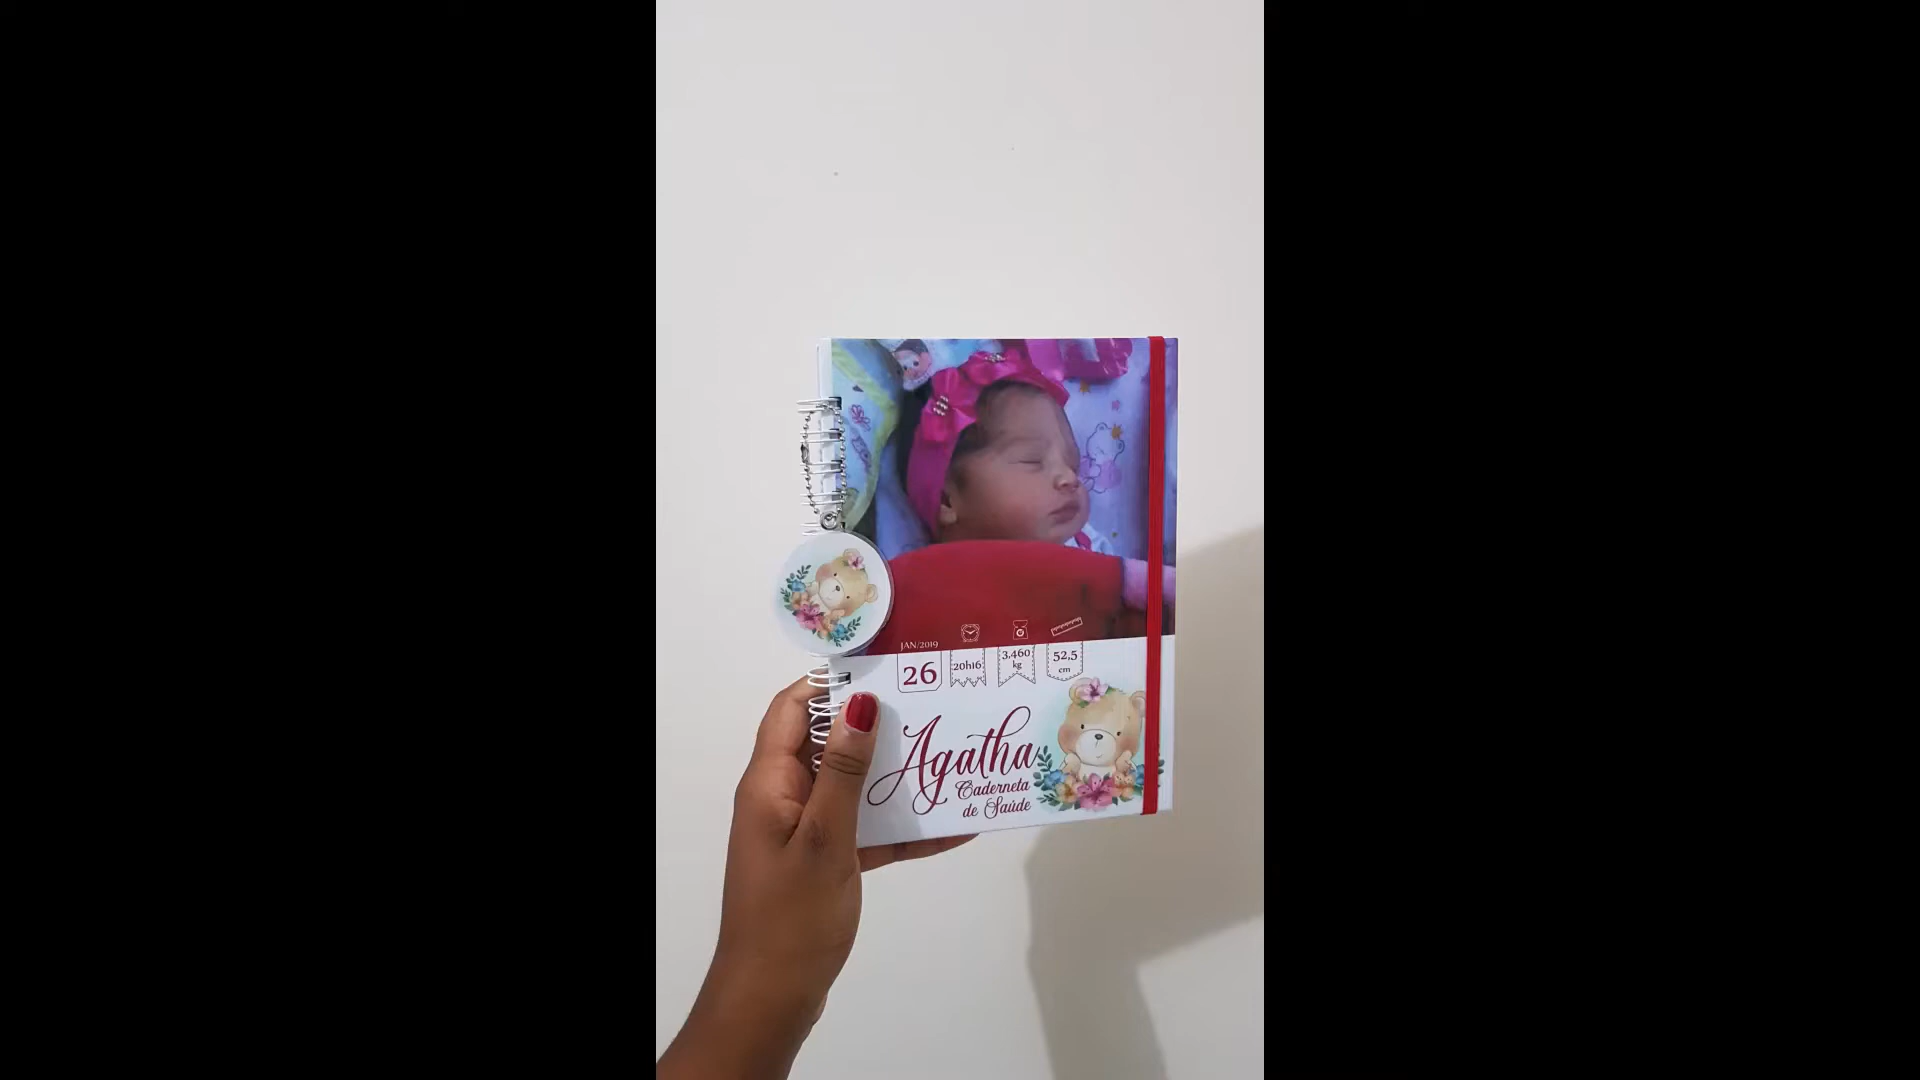 JAN/2019
26
20h16
3,460
kg
52,5
cm
Agatha
Caderneta
de Saúde